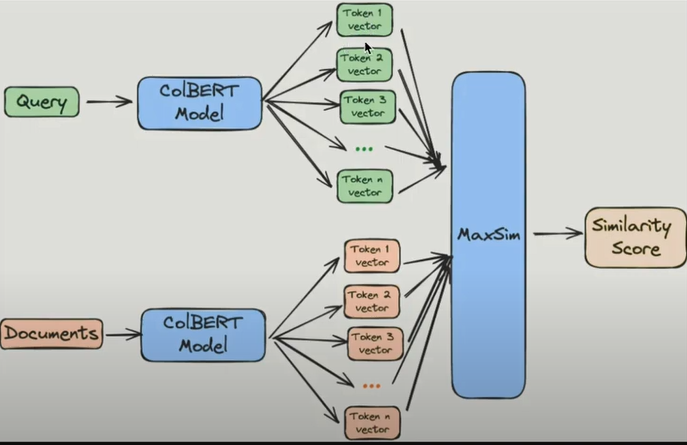 Query
ColBERT
Model
Token 1
vector
Token 2
vector
Token 3
vector
...
Token n
vector
MaxSim
Similarity
Score
Documents
ColBERT
Model
Token 1
vector
Token 2
vector
Token 3
vector
...
Token n
vector